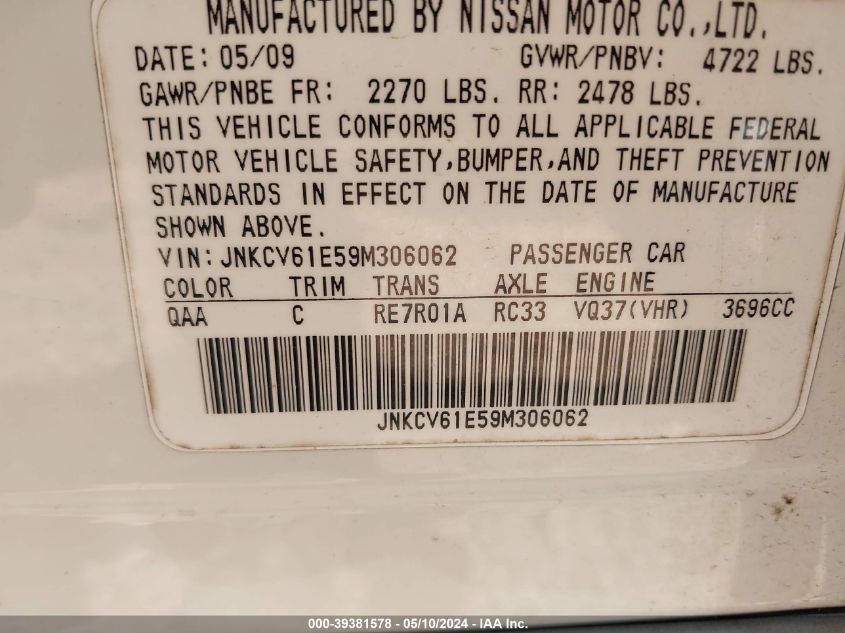 MANUFACTURED BY NISSAN MOTOR CO.,LTD.
DATE: 05/09 GVWR/PNBV: 4722 LBS.
GAWR/PNBE FR: 2270 LBS. RR: 2478 LBS.
THIS VEHICLE CONFORMS TO ALL APPLICABLE FEDERAL
MOTOR VEHICLE SAFETY,BUMPER,AND THEFT PREVENTION
STANDARDS IN EFFECT ON THE DATE OF MANUFACTURE
SHOWN ABOVE.
VIN: JNKCV61E59M306062 PASSENGER CAR
COLOR TRIM TRANS AXLE ENGINE
QAA C RE7R01A RC33 VQ37(VHR) 3696CC
JNKCV61E59M306062
000-39381578 - 05/10/2024 - IAA Inc.